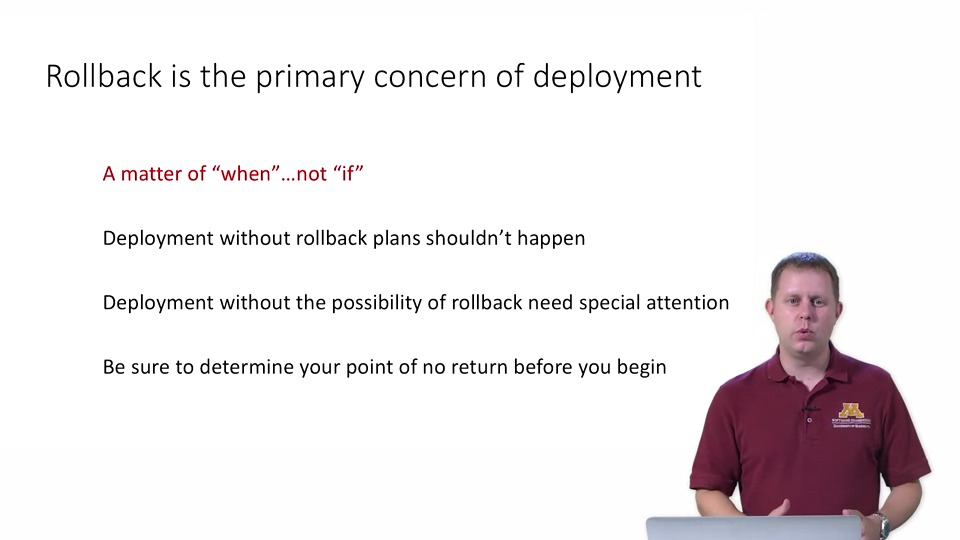 Rollback is the primary concern of deployment
A matter of “when”…not “if”
Deployment without rollback plans shouldn’t happen
Deployment without the possibility of rollback need special attention
Be sure to determine your point of no return before you begin
M